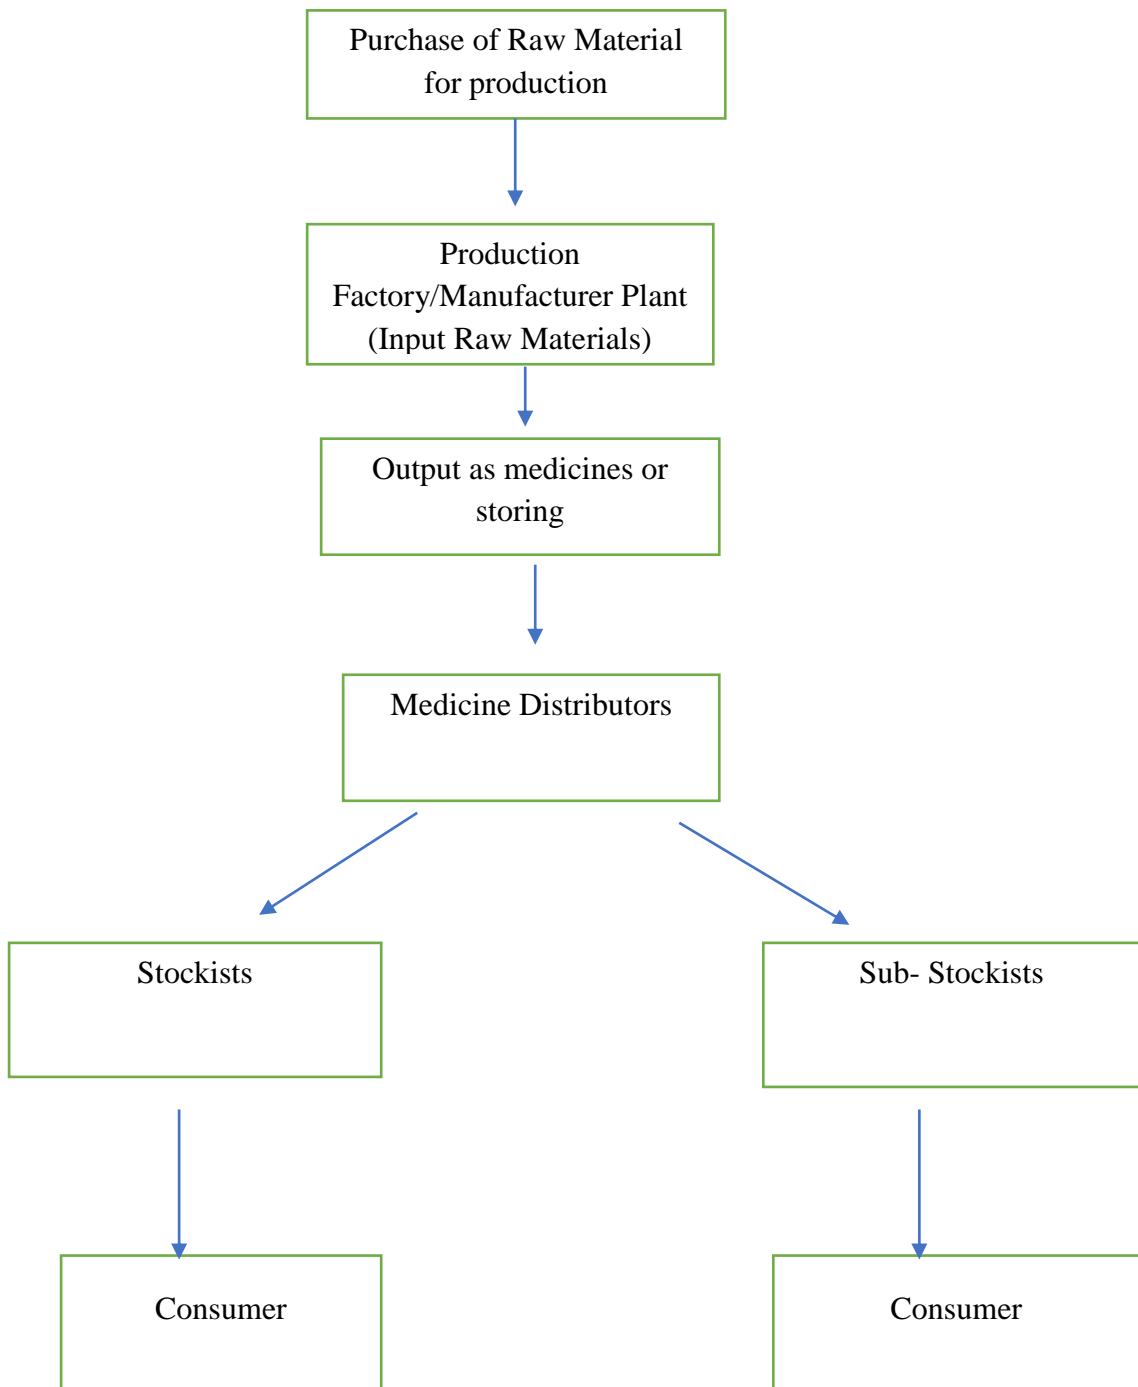 Purchase of Raw Material
for production
Production
Factory/Manufacturer Plant
(Input Raw Materials)
Output as medicines or
storing
Medicine Distributors
Stockists
Sub- Stockists
Consumer
Consumer